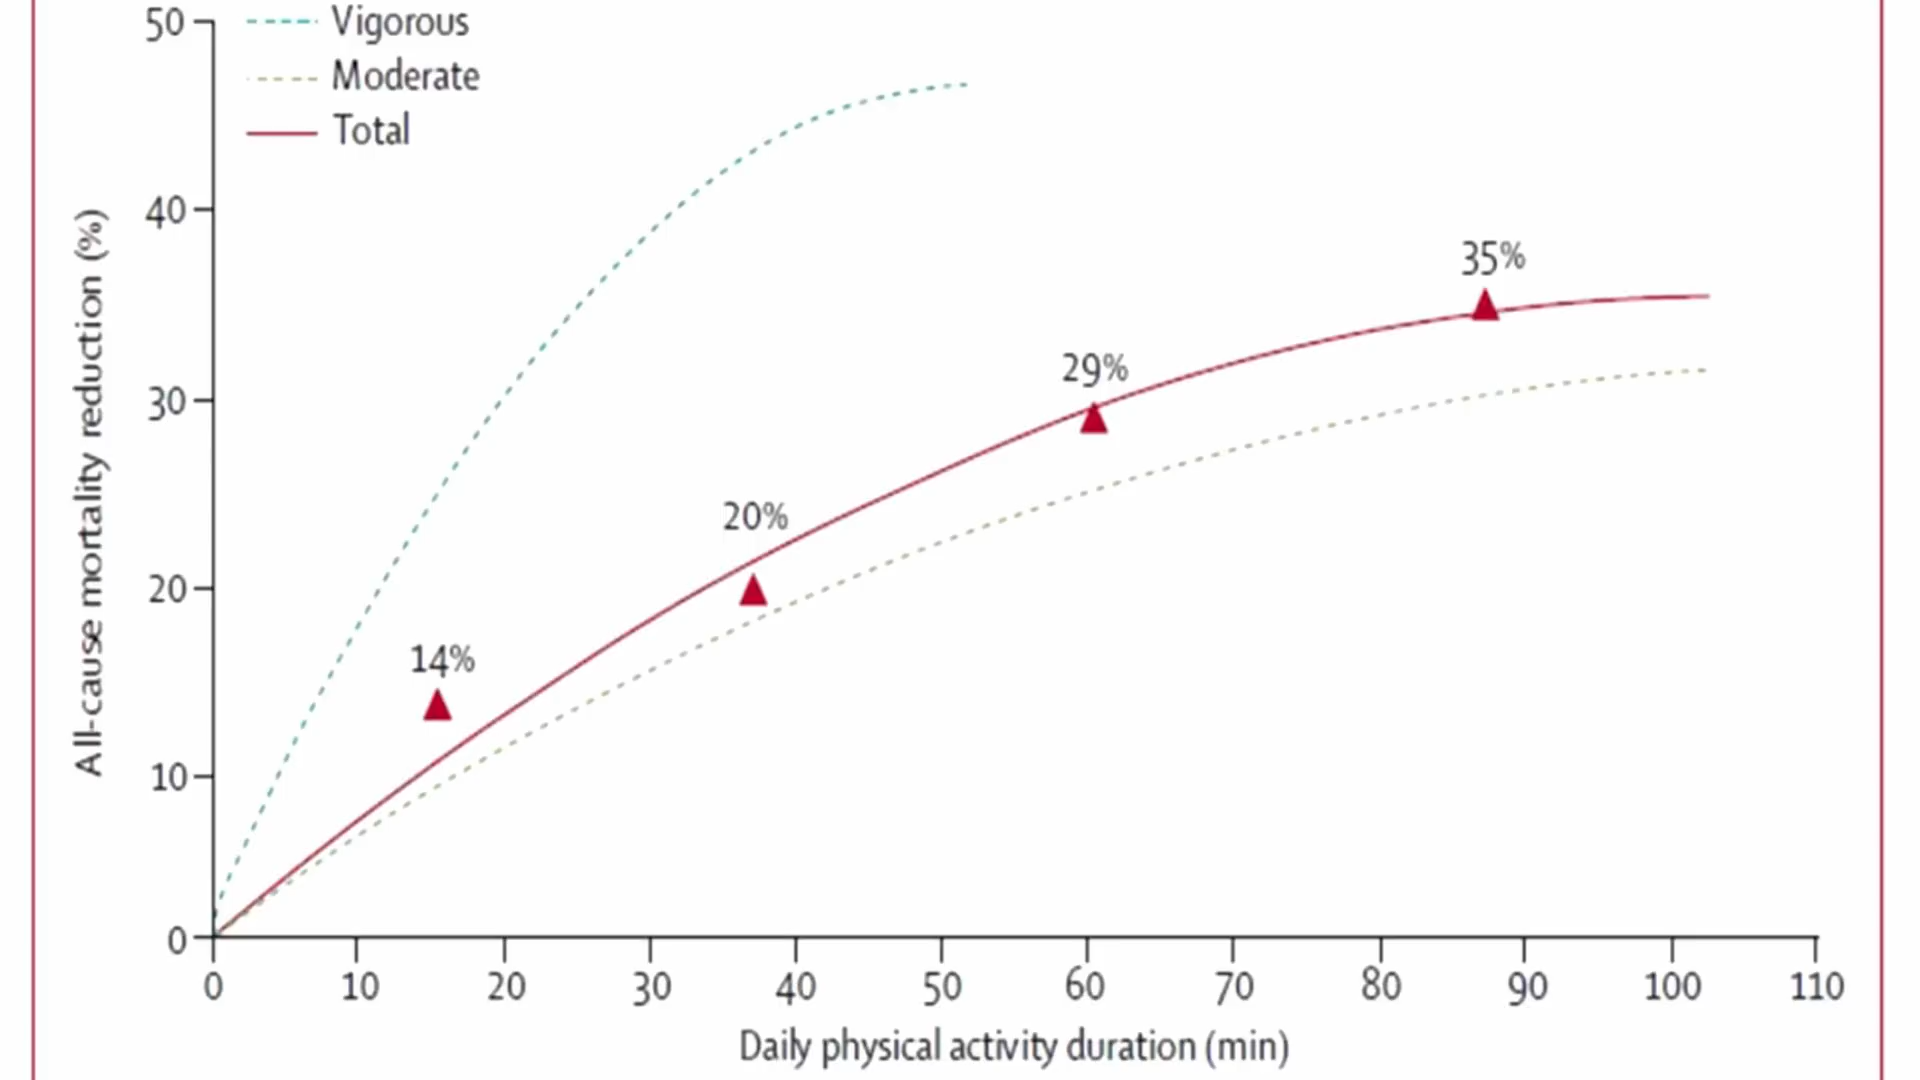 50
Vigorous
Moderate
Total
40
35%
30
29%
20%
20
14%
10
0
0 10 20 30 40 50 60 70 80 90 100 110
All-cause mortality reduction (%)
Daily physical activity duration (min)